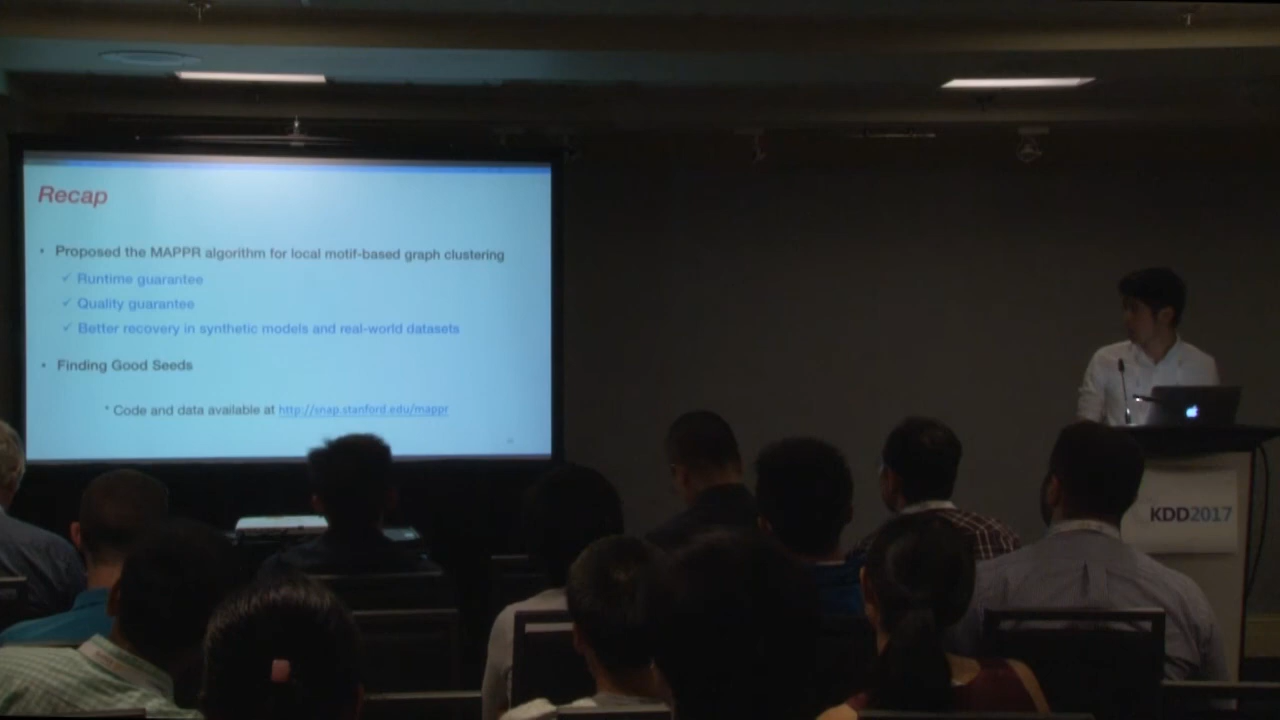 Recap
• Proposed the MAPPR algorithm for local motif-based graph clustering
✓ Runtime guarantee
✓ Quality guarantee
✓ Better recovery in synthetic models and real-world datasets
• Finding Good Seeds
* Code and data available at http://snap.stanford.edu/mappr
KDD2017